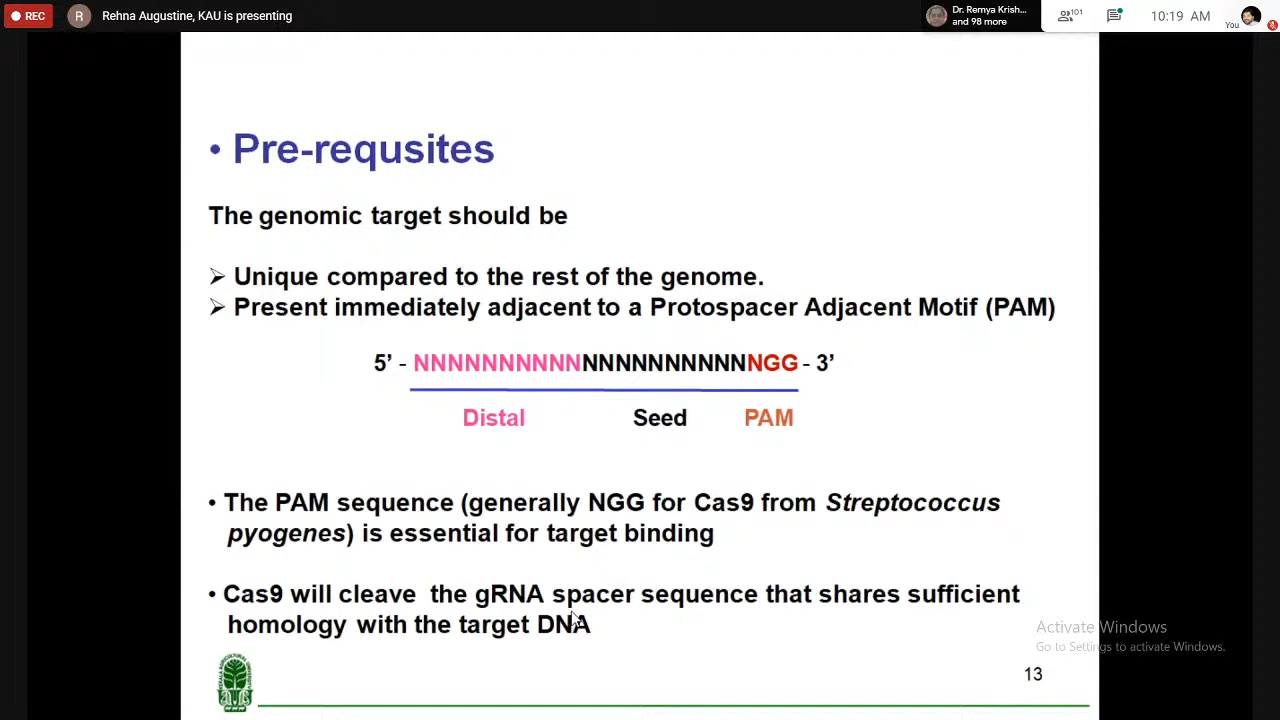 REC
R
Rehna Augustine, KAU is presenting
Dr. Remya Krish...
and 98 more
101
10:19 AM
You
• Pre-requsites
The genomic target should be
➢ Unique compared to the rest of the genome.
➢ Present immediately adjacent to a Protospacer Adjacent Motif (PAM)
5’ - NNNNNNNNNNNNNNNNNNNNNGG - 3’
Distal Seed PAM
• The PAM sequence (generally NGG for Cas9 from Streptococcus
pyogenes) is essential for target binding
• Cas9 will cleave the gRNA spacer sequence that shares sufficient
homology with the target DNA
Activate Windows
Go to Settings to activate Windows.
13